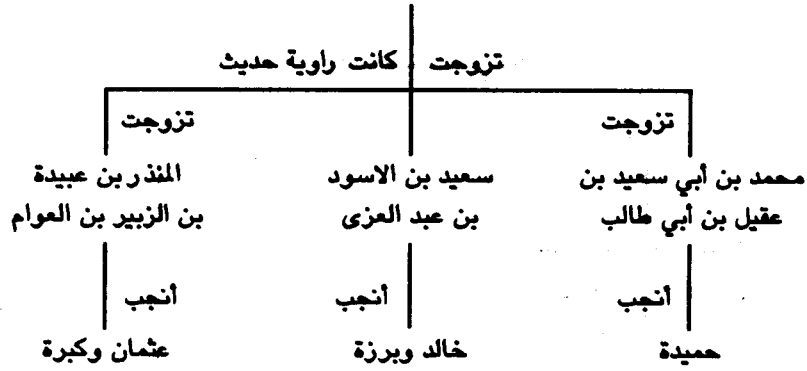 تزوجت كانت راوية حديث
تزوجت
تزوجت
محمد بن أبي سعيد بن
عقيل بن أبي طالب
سعيد بن الاسود
بن عبد العزى
المنذر بن عبيدة
بن الزبير بن العوام
أنجب
أنجب
أنجب
حميدة
خالد وبرزة
عثمان وكبرة